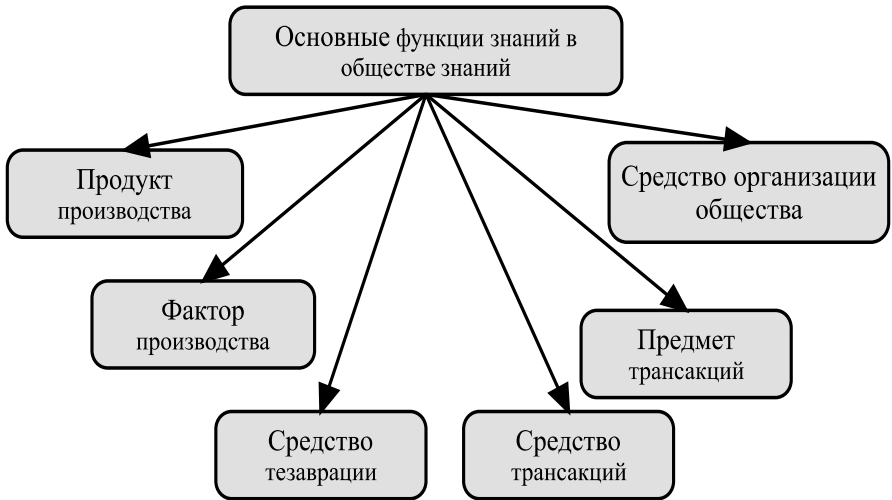 Основные функции знаний в
обществе знаний
Продукт
производства
Средство организации
общества
Фактор
производства
Предмет
трансакций
Средство
тезаврации
Средство
трансакций